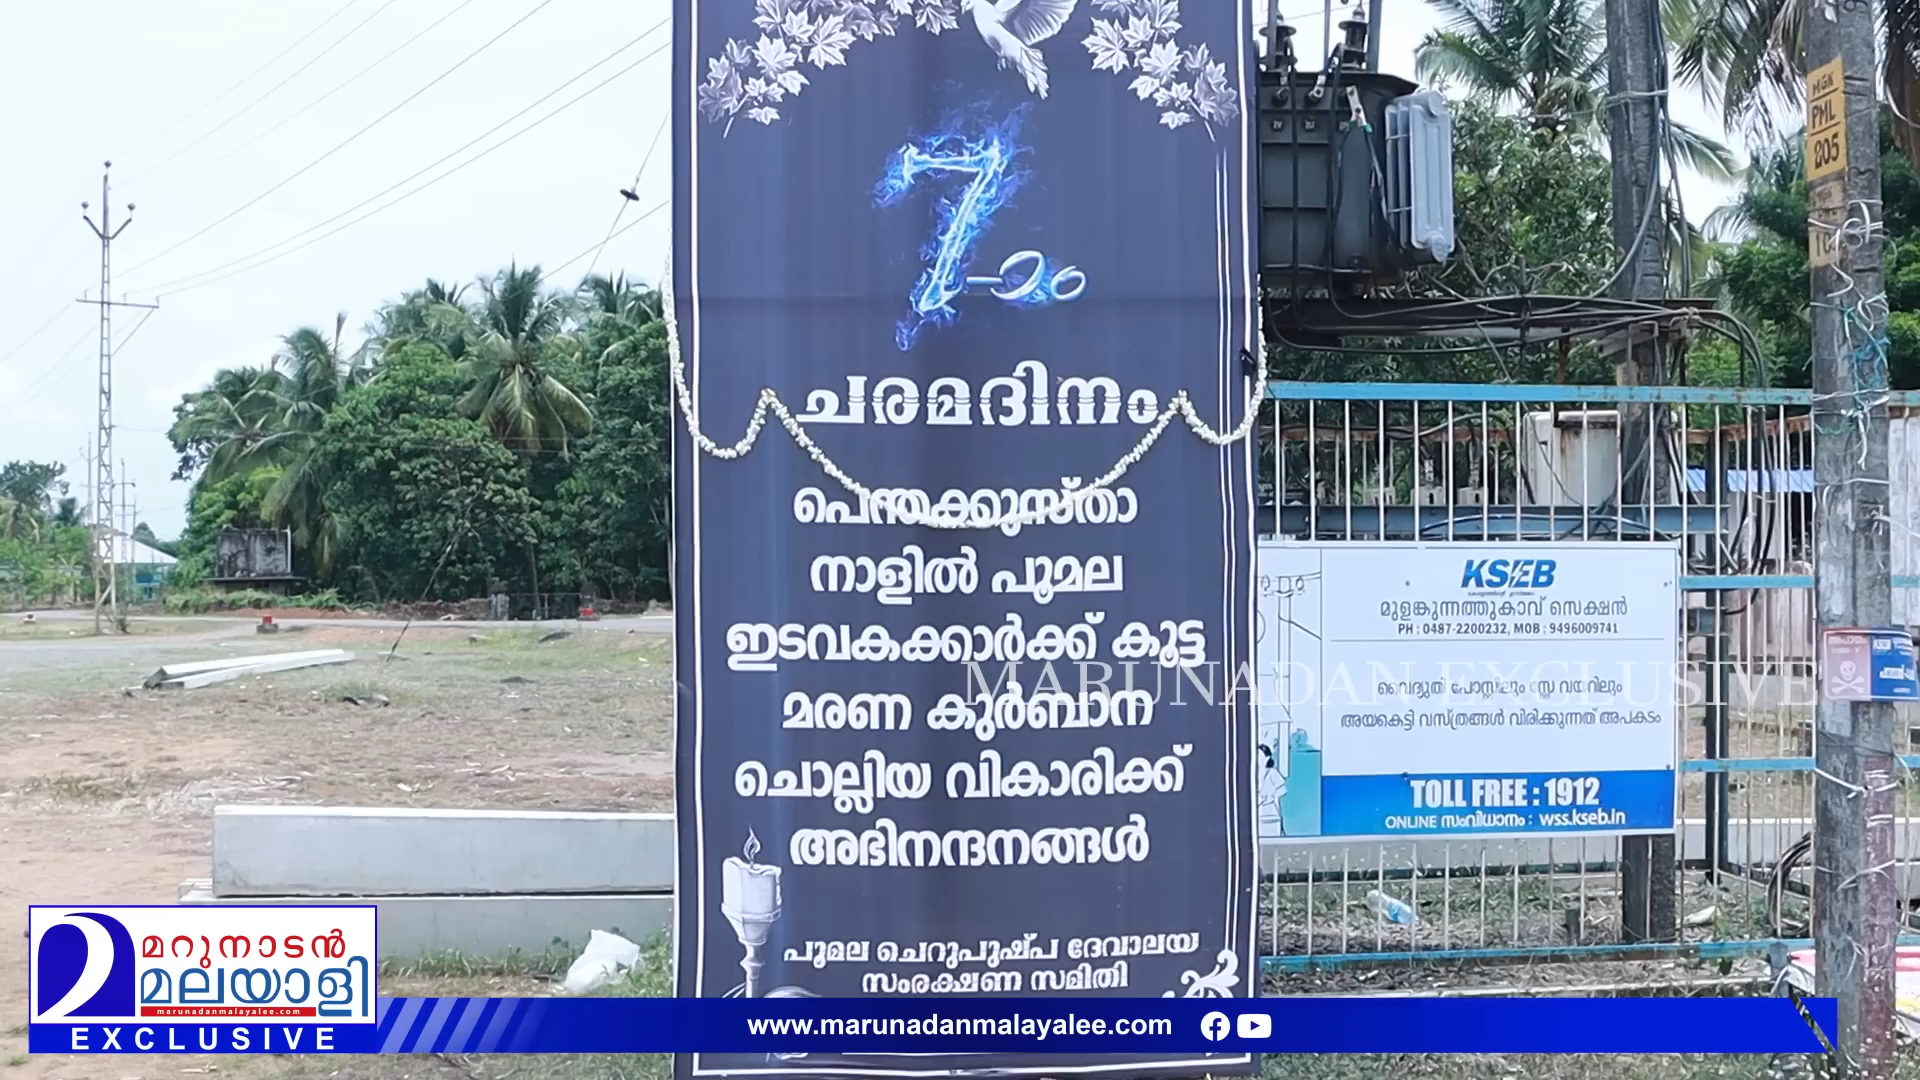 7-ാം
ചരമദിനം
പെന്തക്കുസ്താ
നാളിൽ പൂമല
ഇടവകക്കാർക്ക് കൂട്ട
മരണ കുർബാന
ചൊല്ലിയ വികാരിക്ക്
അഭിനന്ദനങ്ങൾ
പൂമല ചെറുപുഷ്പ ദേവാലയ
സംരക്ഷണ സമിതി
MGK
PML
205
KSEB
മുളങ്കുന്നത്തുകാവ് സെക്ഷൻ
PH : 0487-2200232, MOB : 9496009741
വൈദ്യുതി പോസ്റ്റിലും സ്റ്റേ വയറിലും
അയകെട്ടി വസ്ത്രങ്ങൾ വിരിക്കുന്നത് അപകടം
TOLL FREE : 1912
ONLINE സംവിധാനം : wss.kseb.in
MARUNADAN EXCLUSIVE
മറുനാടൻ
മലയാളി
marunadanmalayalee.com
EXCLUSIVE
www.marunadanmalayalee.com